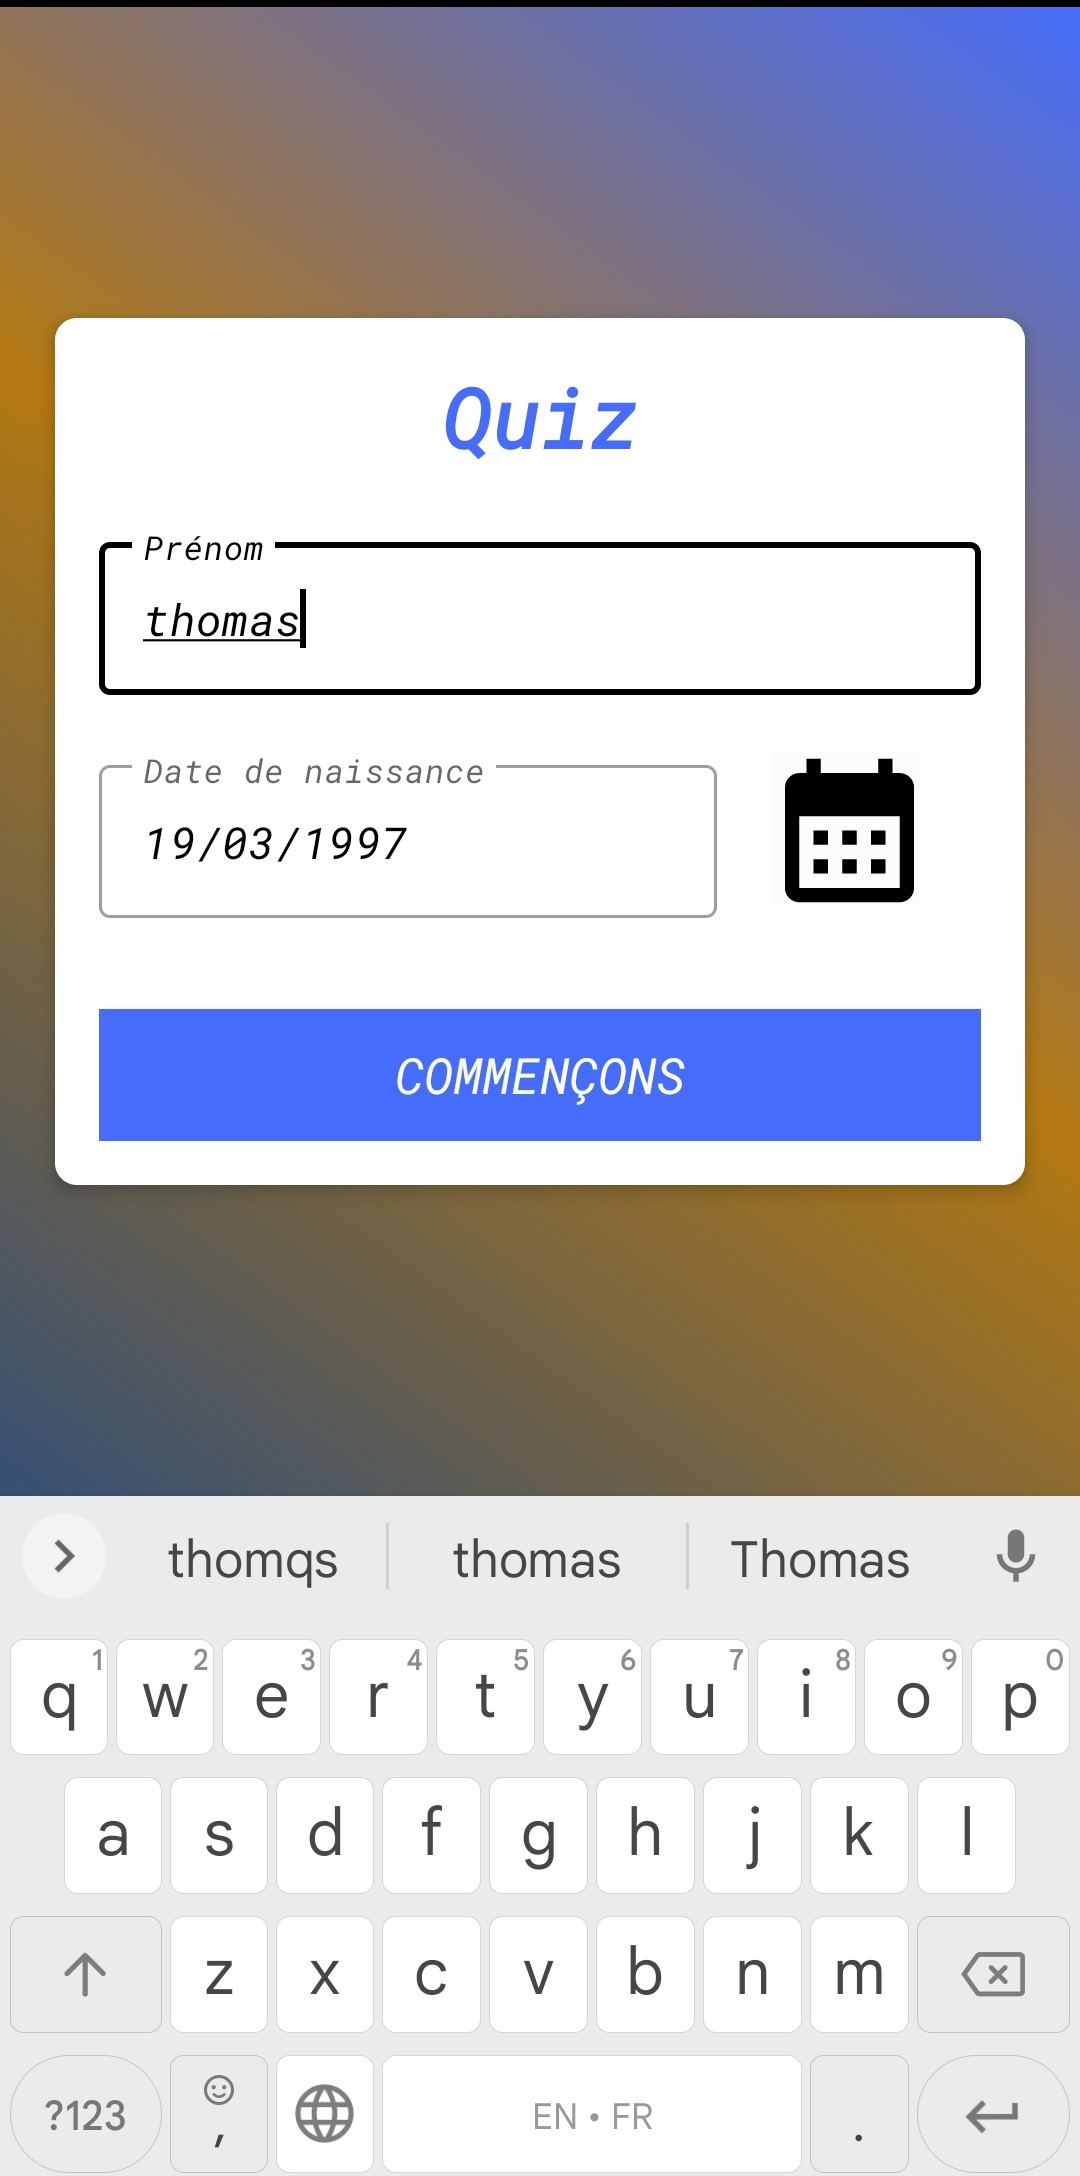 Quiz
Prénom
thomas
Date de naissance
19/03/1997
COMMENÇONS
thomqs thomas Thomas
1 2 3 4 5 6 7 8 9 0
q w e r t y u i o p
a s d f g h j k l
z x c v b n m
?123 , EN • FR .